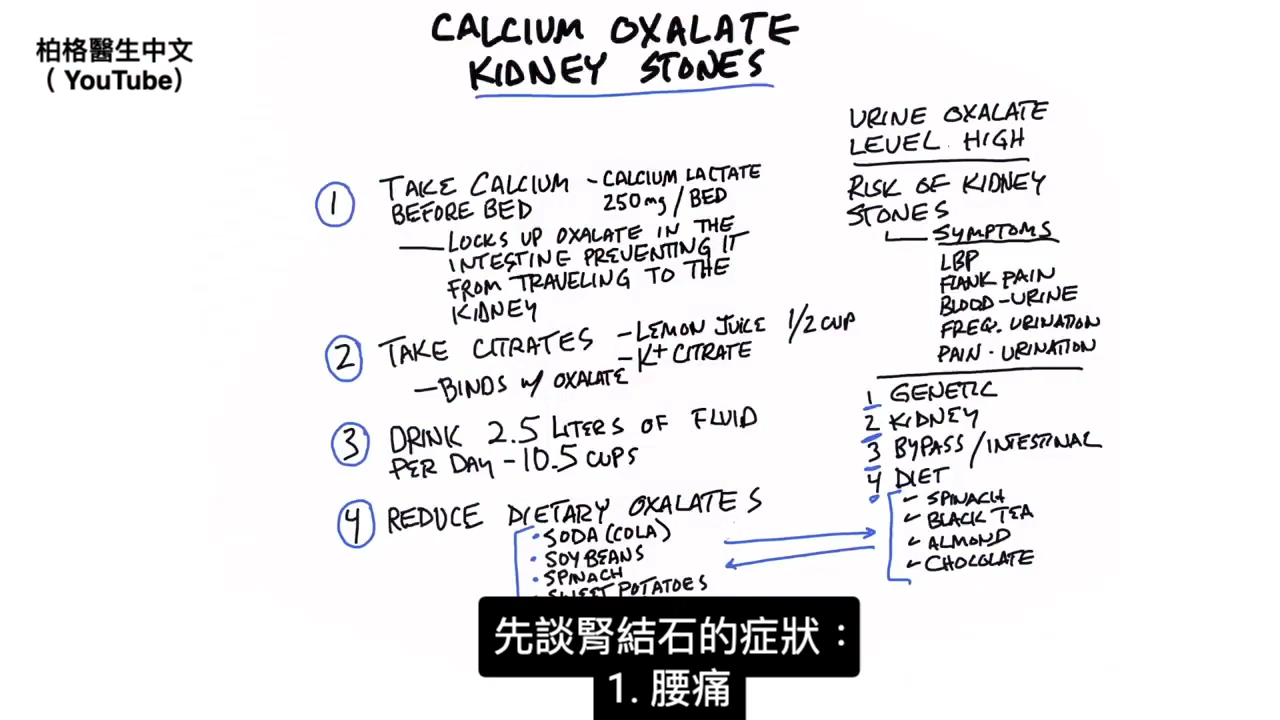 柏格醫生中文
（ YouTube）
CALCIUM OXALATE
KIDNEY STONES
1 TAKE CALCIUM - CALCIUM LACTATE
BEFORE BED 250mg/BED
LOCKS UP OXALATE IN THE
INTESTINE PREVENTING IT
FROM TRAVELING TO THE
KIDNEY
2 TAKE CITRATES - LEMON JUICE 1/2 CUP
- K+ CITRATE
- BINDS w/ OXALATE
3 DRINK 2.5 LITERS OF FLUID
PER DAY - 10.5 CUPS
4 REDUCE DIETARY OXALATES
• SODA (COLA)
• SOYBEANS
• SPINACH
• SWEET POTATOES
URINE OXALATE
LEVEL HIGH
RISK OF KIDNEY
STONES
SYMPTOMS
LBP
FLANK PAIN
BLOOD - URINE
FREQ. URINATION
PAIN - URINATION
1 GENETIC
2 KIDNEY
3 BYPASS/INTESTINAL
4 DIET
SPINACH
BLACK TEA
ALMOND
CHOCOLATE
先談腎結石的症狀：
1. 腰痛